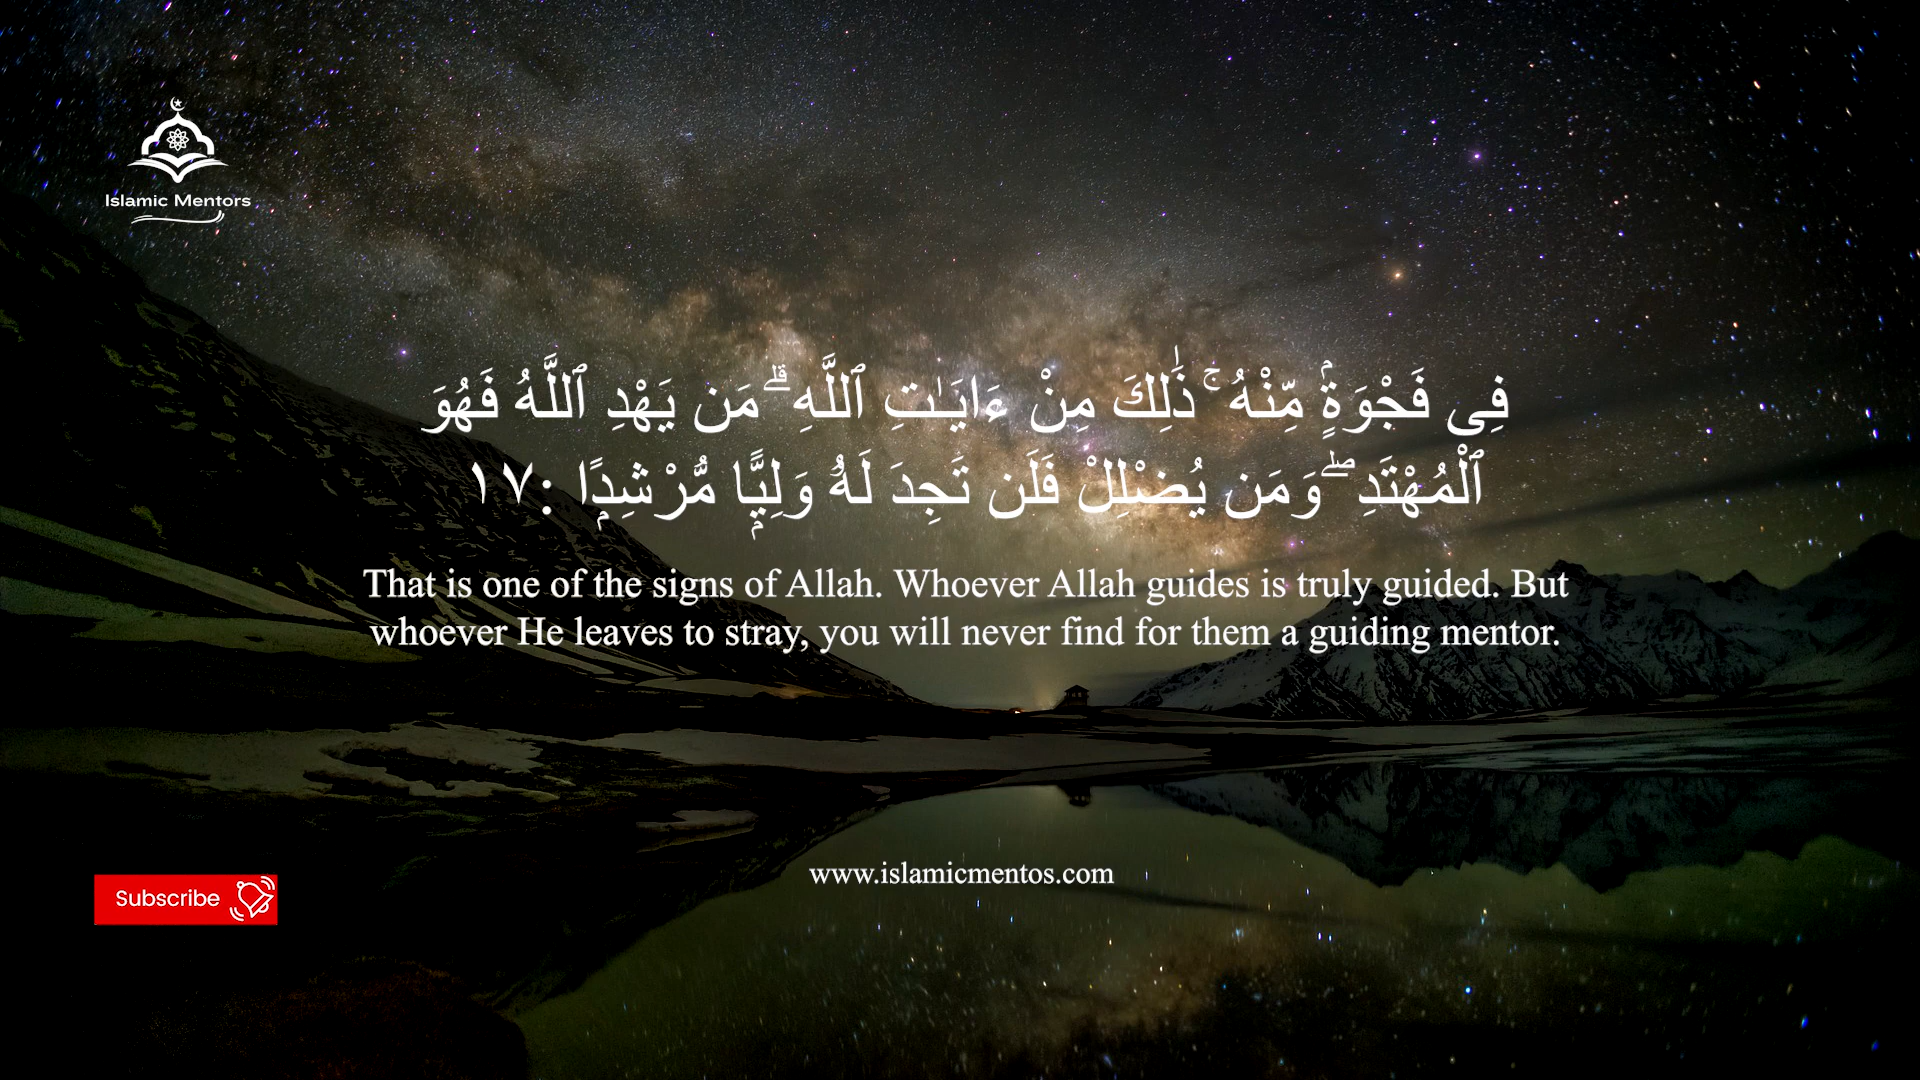 Islamic Mentors
فِى فَجْوَةٍۢ مِّنْهُ ۚ ذَٰلِكَ مِنْ ءَايَـٰتِ ٱللَّهِ ۗ مَن يَهْدِ ٱللَّهُ فَهُوَ
ٱلْمُهْتَدِ ۖ وَمَن يُضْلِلْ فَلَن تَجِدَ لَهُۥ وَلِيًّۭا مُّرْشِدًۭا :١٧
That is one of the signs of Allah. Whoever Allah guides is truly guided. But
whoever He leaves to stray, you will never find for them a guiding mentor.
www.islamicmentos.com
Subscribe